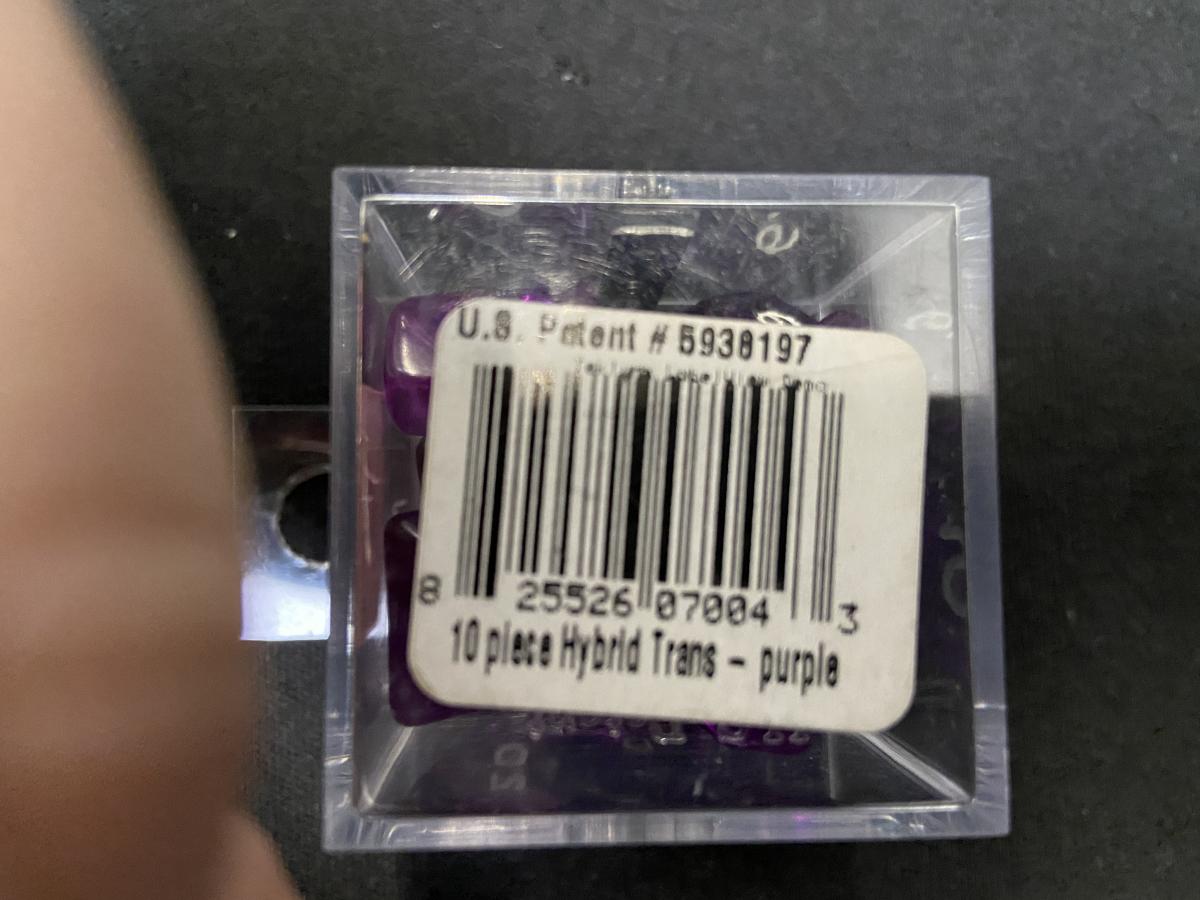 U.S. Patent # 5938197
8 25526 07004 3
10 piece Hybrid Trans - purple